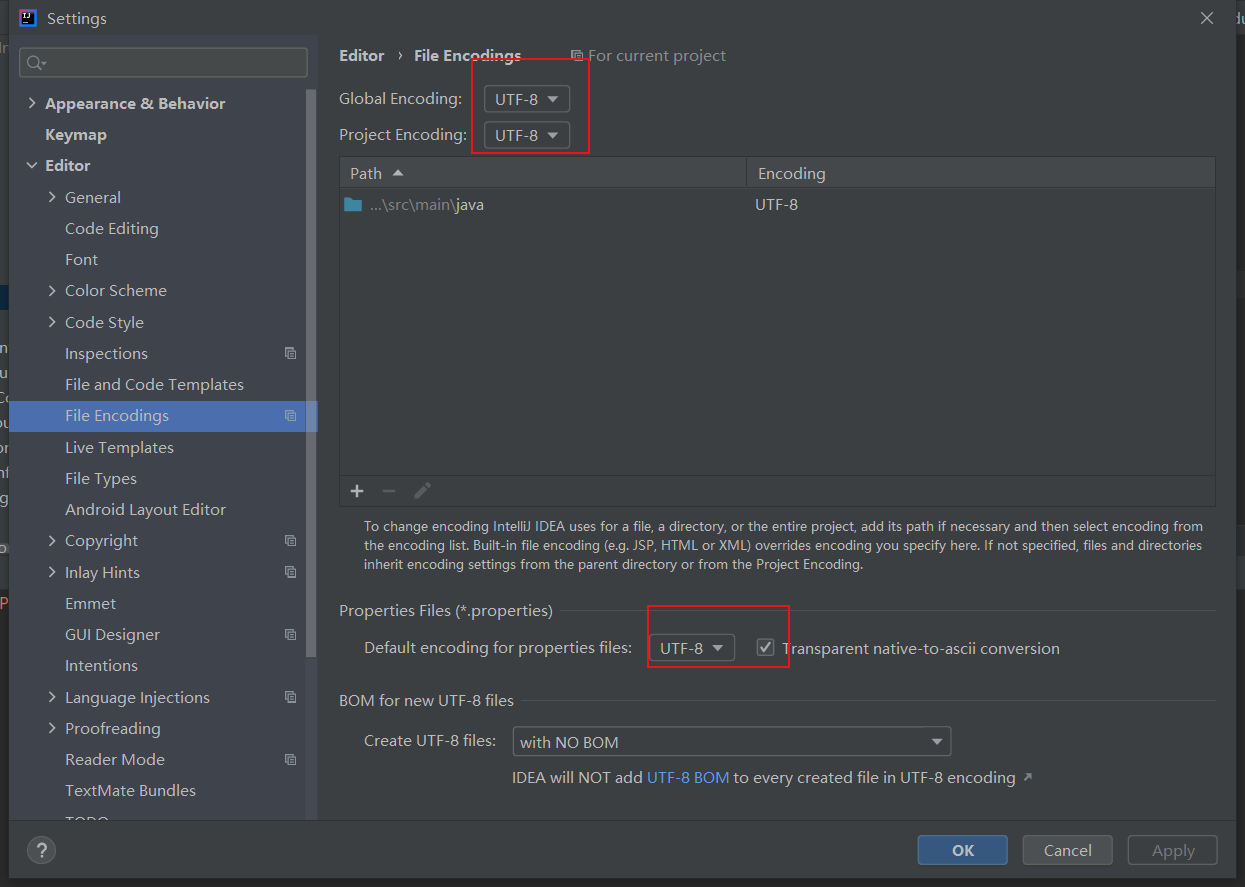 Settings
Editor › File Encodings For current project
Global Encoding: UTF-8
Project Encoding: UTF-8
Path Encoding
...\src\main\java UTF-8
To change encoding IntelliJ IDEA uses for a file, a directory, or the entire project, add its path if necessary and then select encoding from
the encoding list. Built-in file encoding (e.g. JSP, HTML or XML) overrides encoding you specify here. If not specified, files and directories
inherit encoding settings from the parent directory or from the Project Encoding.
Properties Files (*.properties)
Default encoding for properties files: UTF-8 Transparent native-to-ascii conversion
BOM for new UTF-8 files
Create UTF-8 files: with NO BOM
IDEA will NOT add UTF-8 BOM to every created file in UTF-8 encoding ↗
Appearance & Behavior
Keymap
Editor
General
Code Editing
Font
Color Scheme
Code Style
Inspections
File and Code Templates
File Encodings
Live Templates
File Types
Android Layout Editor
Copyright
Inlay Hints
Emmet
GUI Designer
Intentions
Language Injections
Proofreading
Reader Mode
TextMate Bundles
TODO
?
OK Cancel Apply